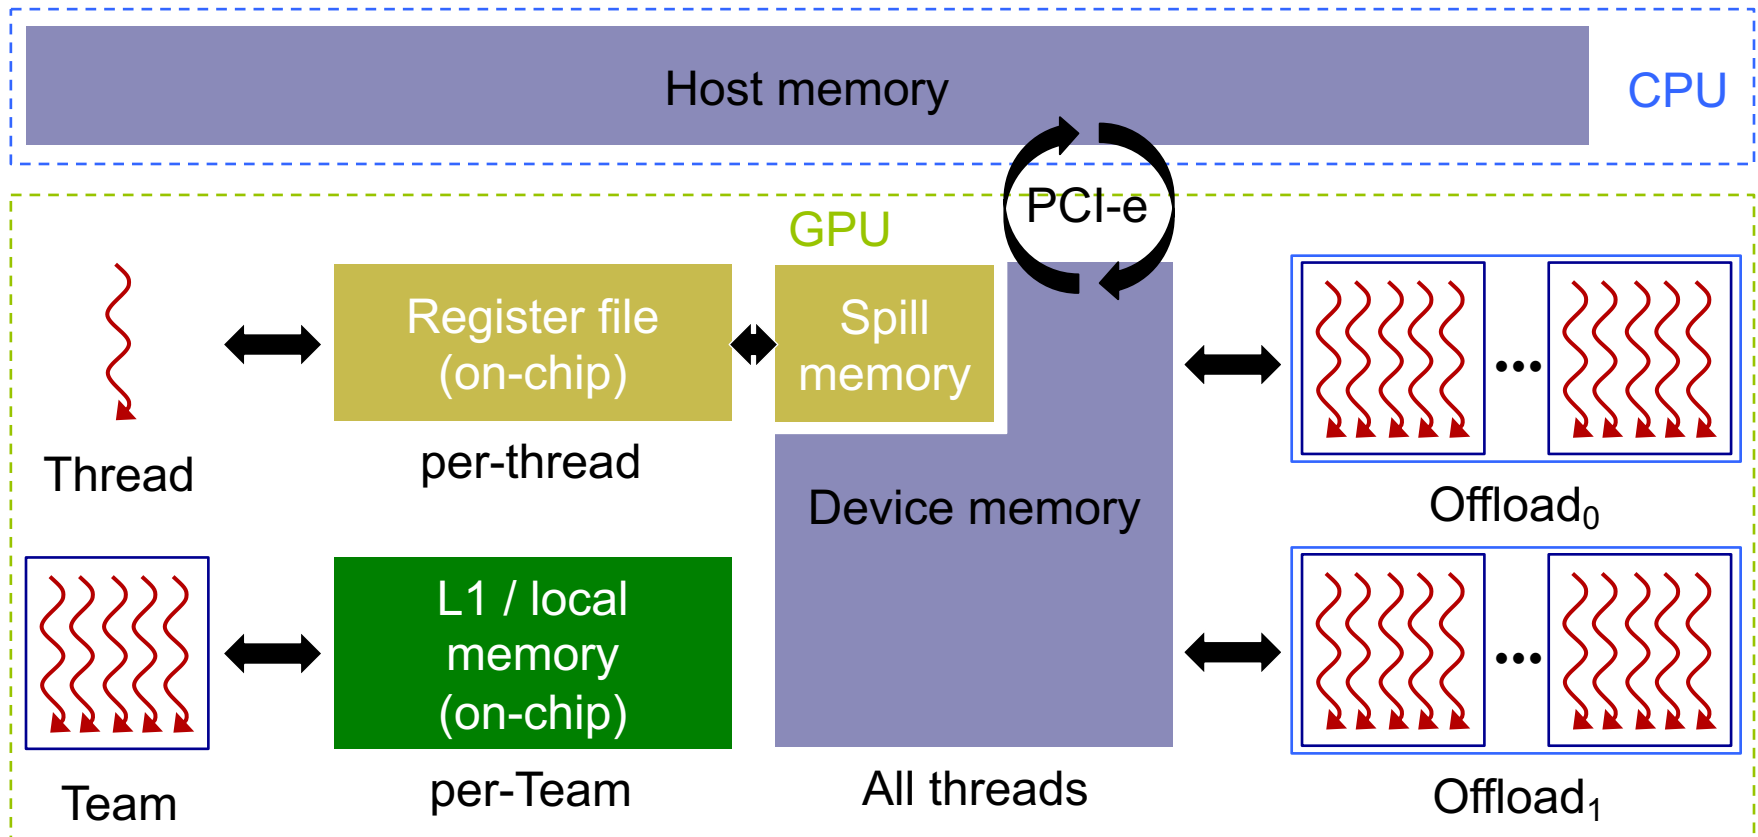 Host memory
CPU
PCI-e
GPU
Register file
(on-chip)
Spill
memory
Thread
per-thread
Device memory
Offload₀
L1 / local
memory
(on-chip)
Team
per-Team
All threads
Offload₁